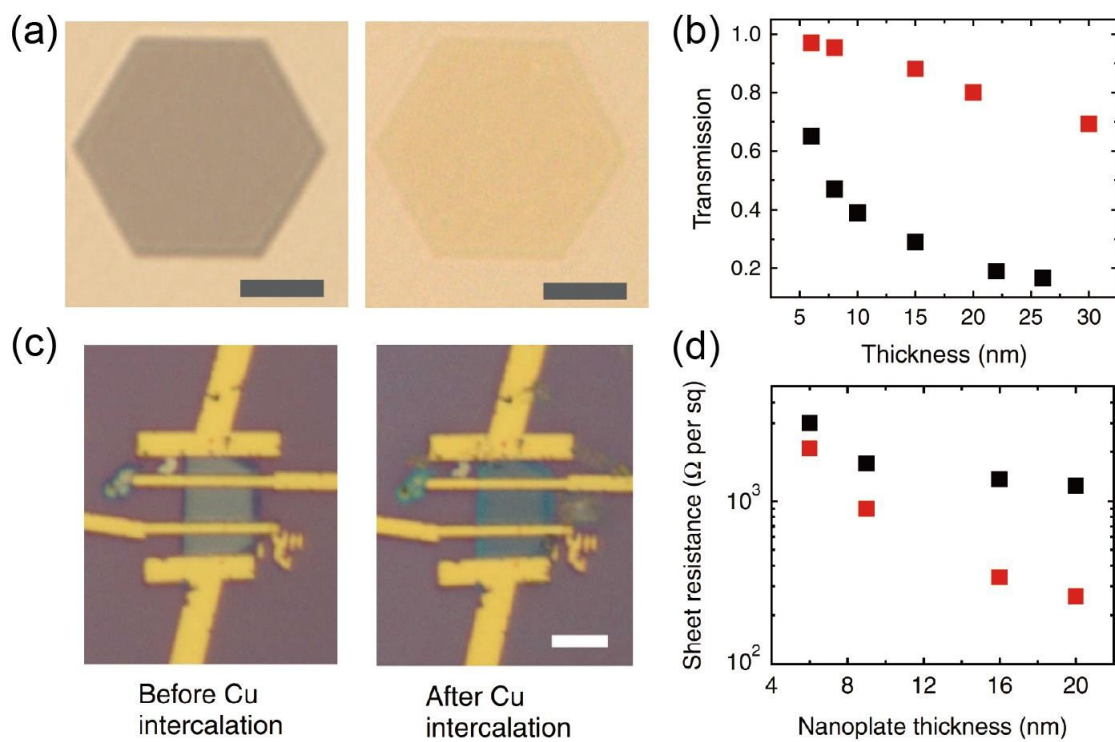 (a)
(b)
1.0
0.8
0.6
0.4
0.2
Transmission
5 10 15 20 25 30
Thickness (nm)
(c)
Before Cu
intercalation
After Cu
intercalation
(d)
10³
10²
Sheet resistance (Ω per sq)
4 8 12 16 20
Nanoplate thickness (nm)